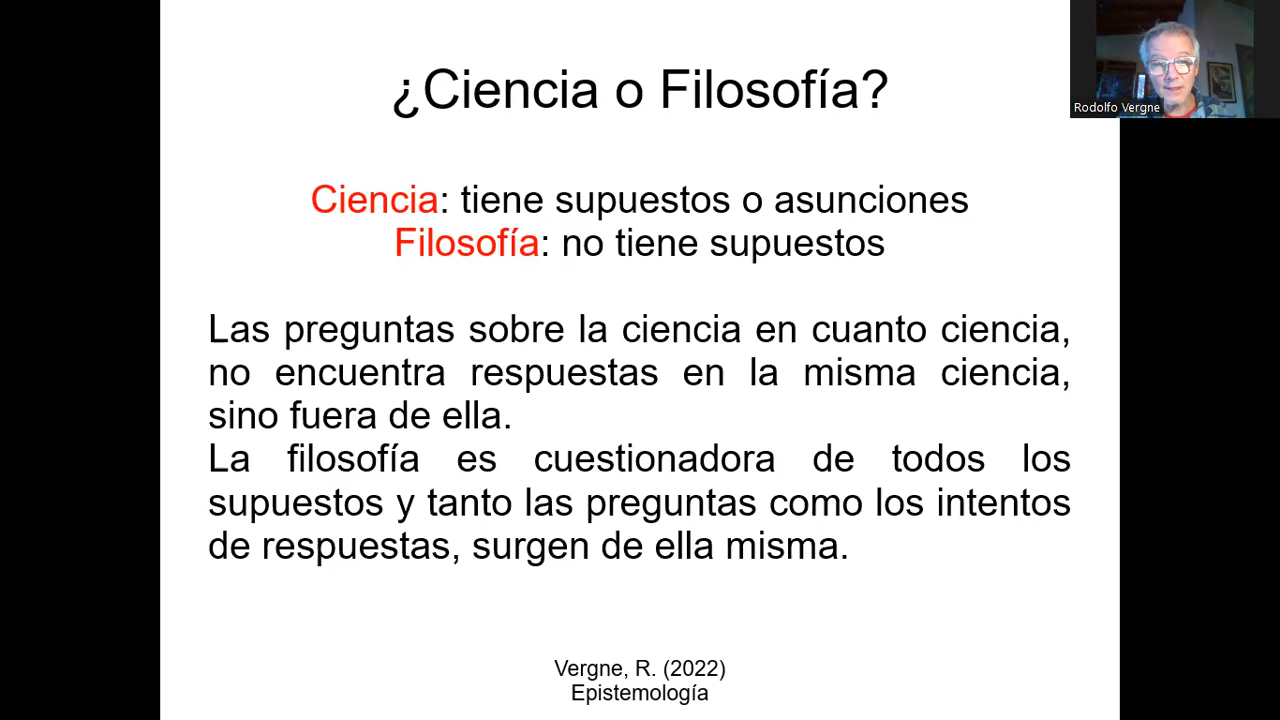 ¿Ciencia o Filosofía?
Rodolfo Vergne
Ciencia: tiene supuestos o asunciones
Filosofía: no tiene supuestos
Las preguntas sobre la ciencia en cuanto ciencia,
no encuentra respuestas en la misma ciencia,
sino fuera de ella.
La filosofía es cuestionadora de todos los
supuestos y tanto las preguntas como los intentos
de respuestas, surgen de ella misma.
Vergne, R. (2022)
Epistemología